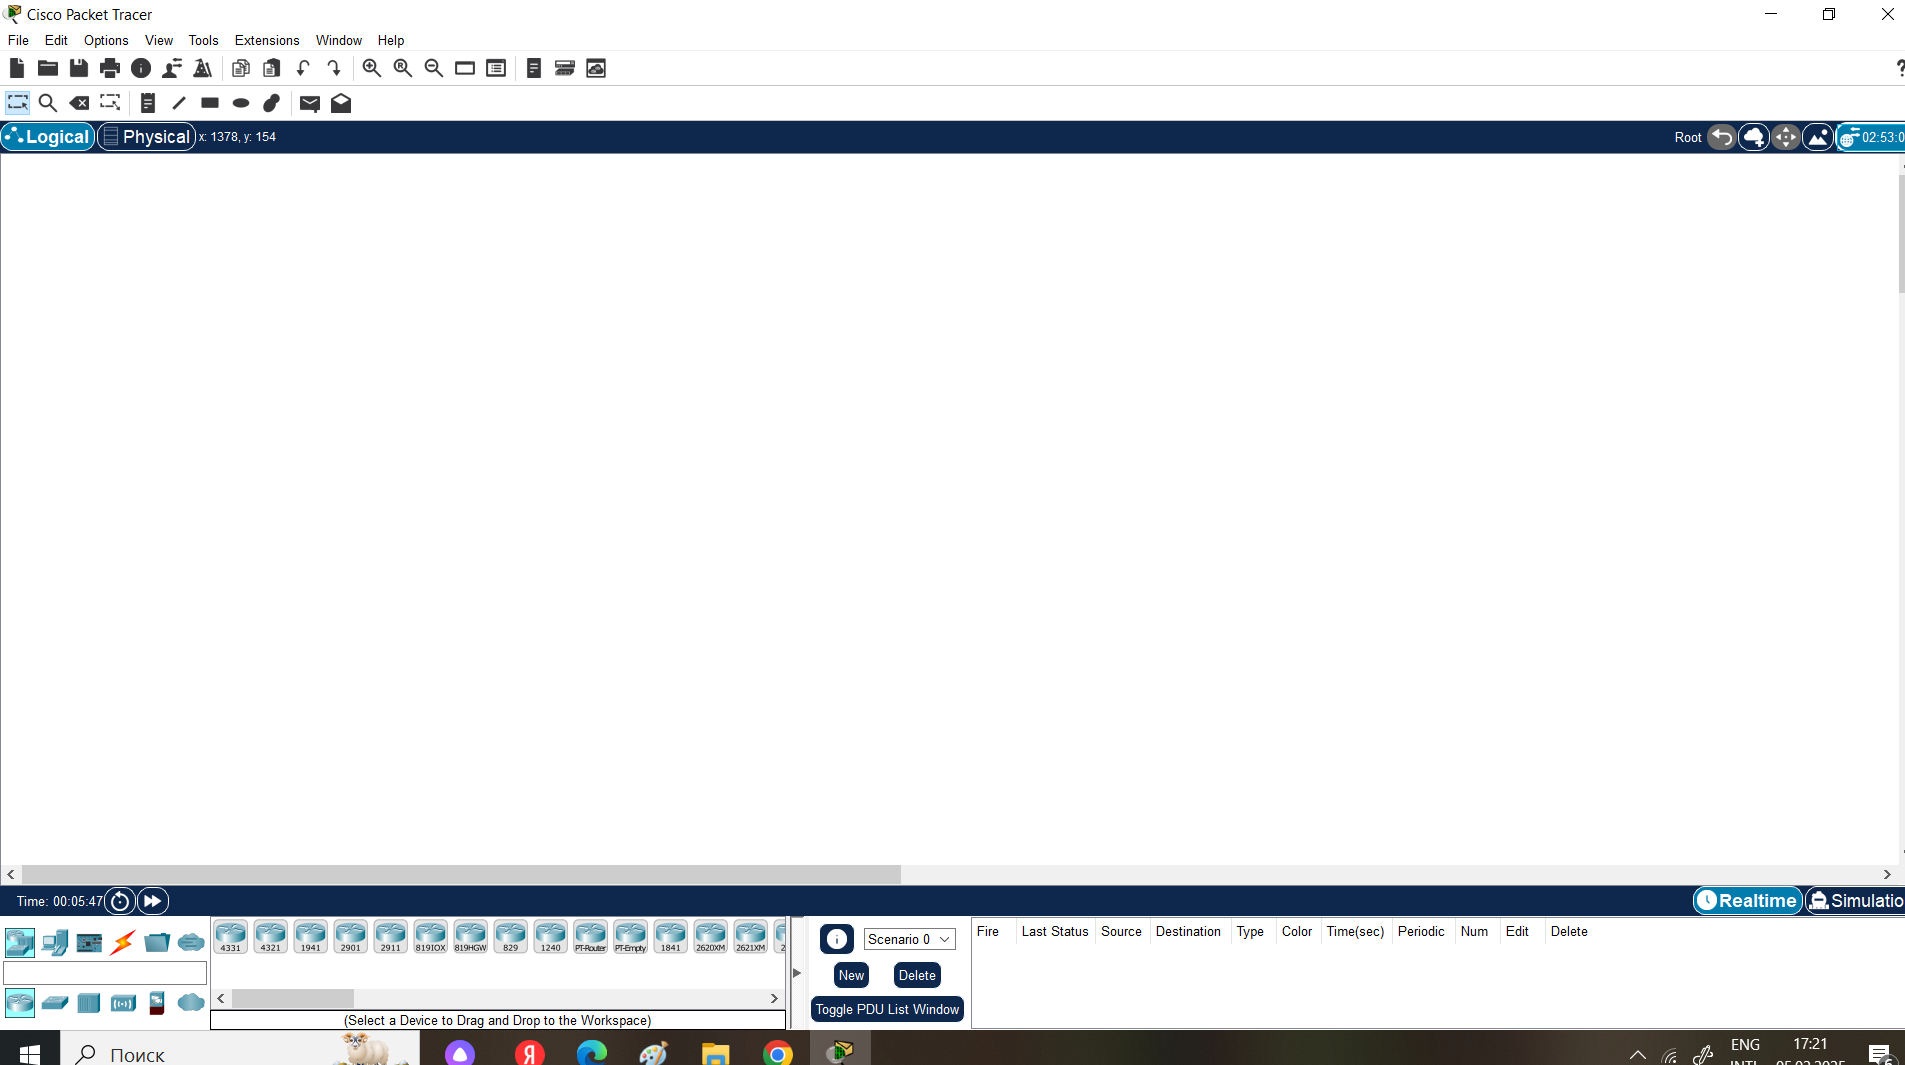 Cisco Packet Tracer
File Edit Options View Tools Extensions Window Help
?
Logical Physical x: 1378, y: 154 Root 02:53:0
Time: 00:05:47 Realtime Simulatio
4331 4321 1941 2901 2911 819IOX 819HGW 829 1240 PT-Router PT-Empty 1841 2620XM 2621XM 2
(Select a Device to Drag and Drop to the Workspace)
Scenario 0
New Delete
Toggle PDU List Window
Fire Last Status Source Destination Type Color Time(sec) Periodic Num Edit Delete
Поиск
ENG
17:21